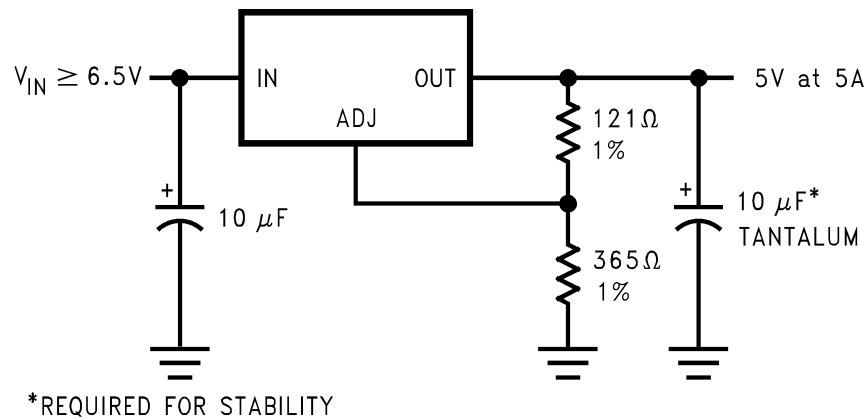 V_IN ≥ 6.5V
IN
OUT
ADJ
5V at 5A
121Ω
1%
10 µF
10 µF*
TANTALUM
365Ω
1%
*REQUIRED FOR STABILITY
+
+